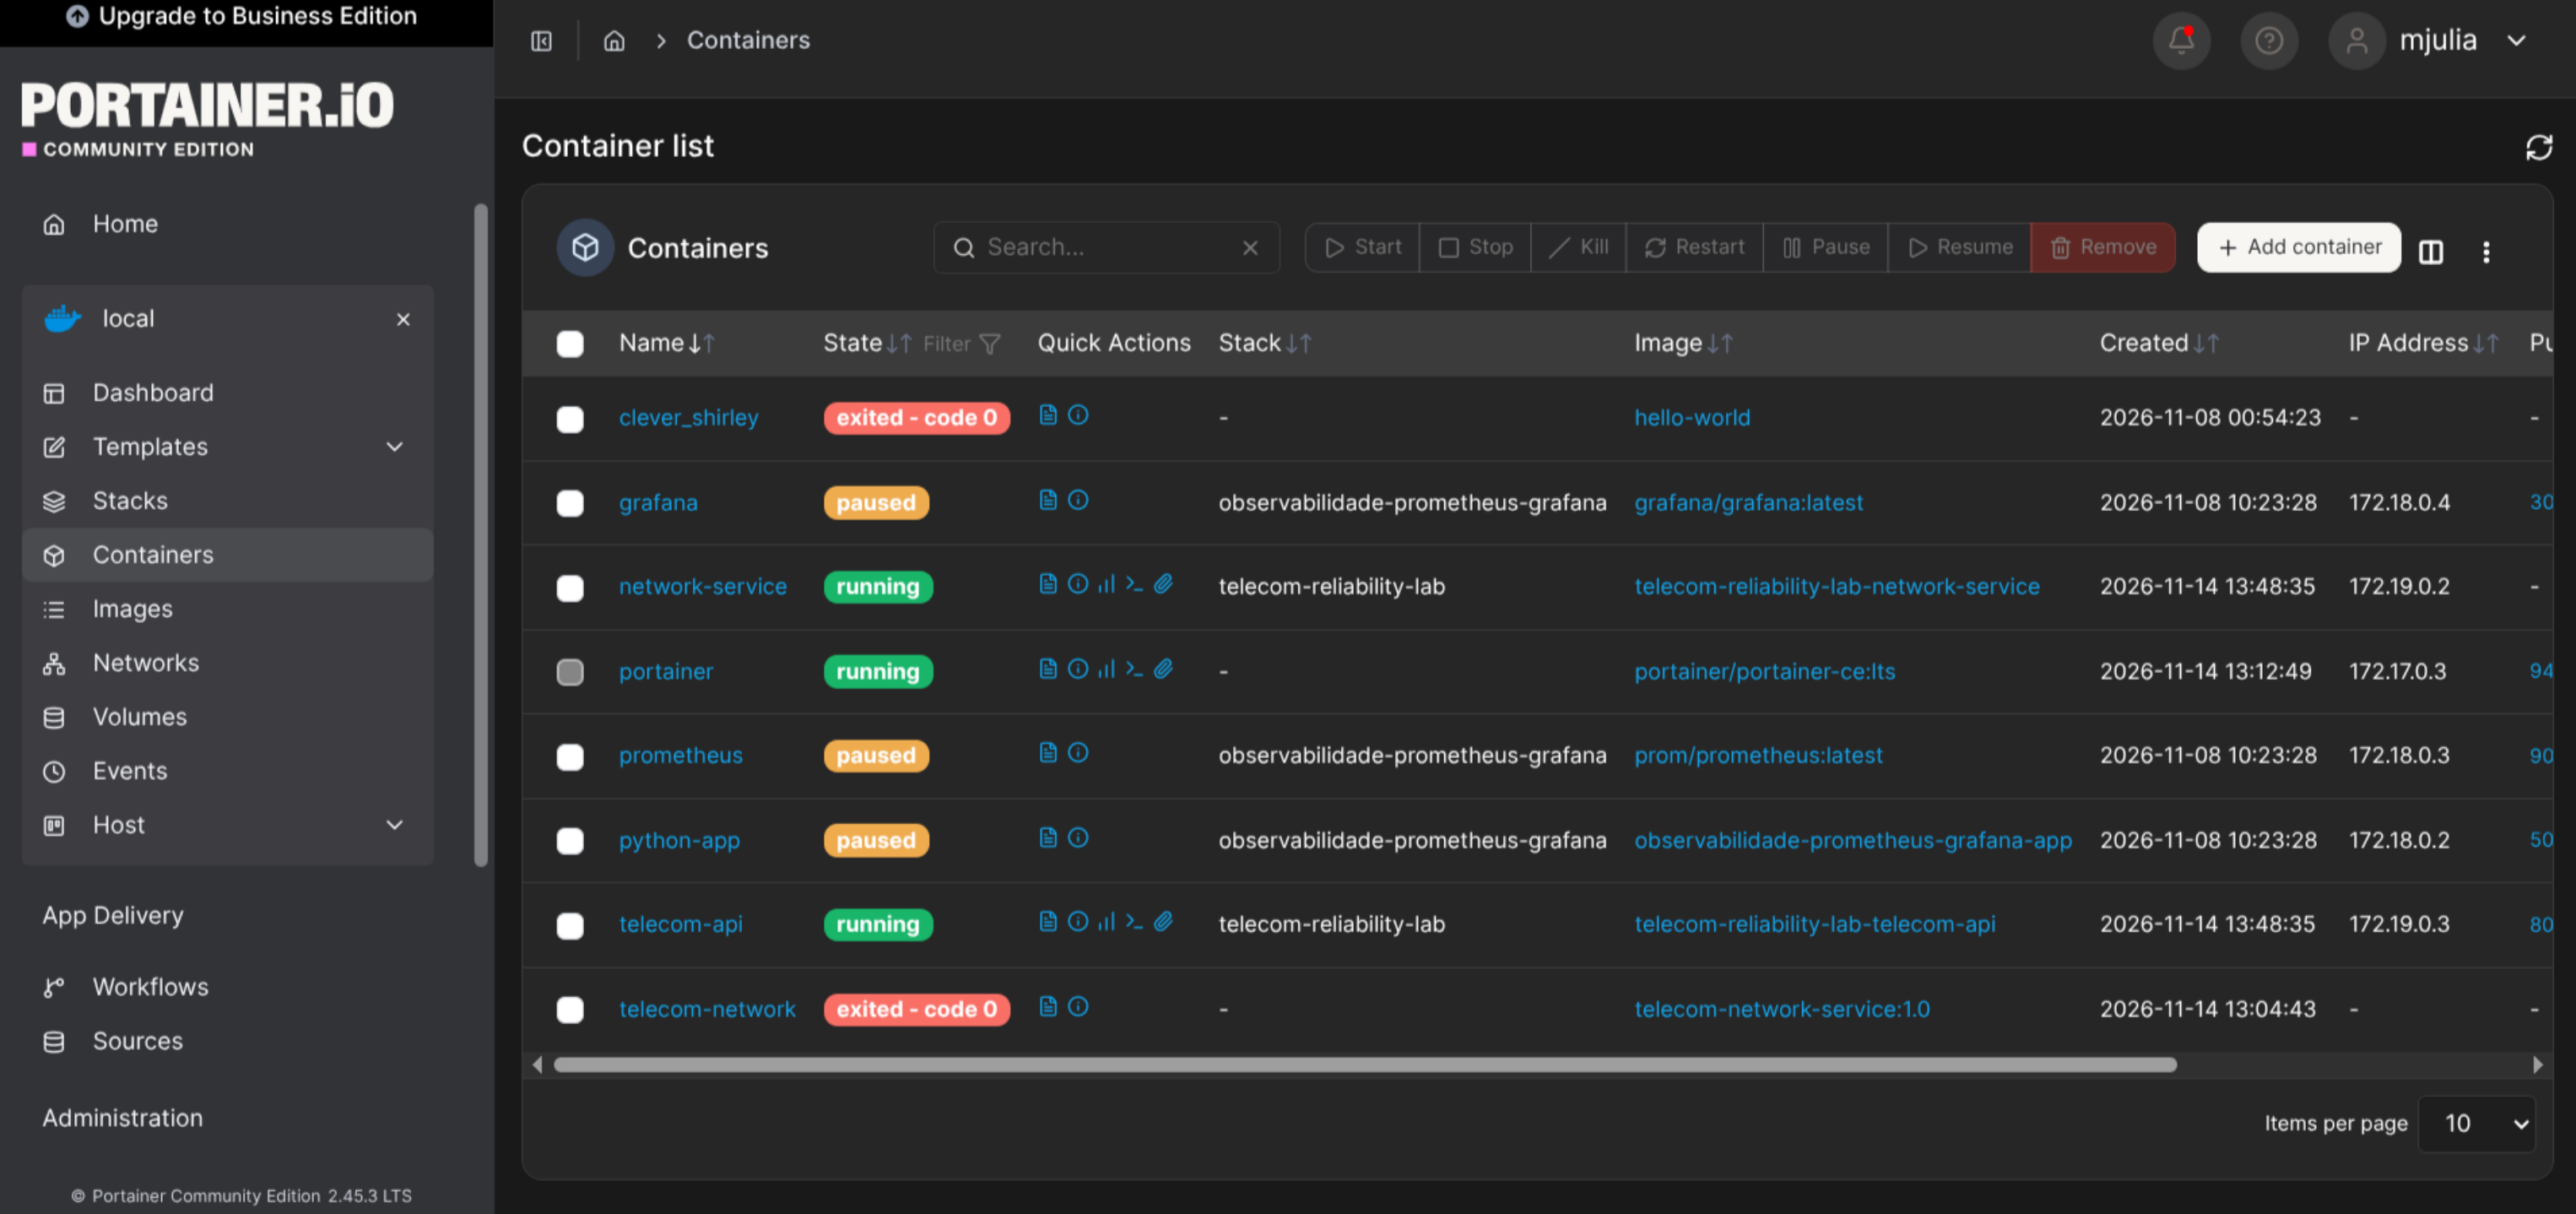 Upgrade to Business Edition
PORTAINER.iO
COMMUNITY EDITION
Home
local
Dashboard
Templates
Stacks
Containers
Images
Networks
Volumes
Events
Host
App Delivery
Workflows
Sources
Administration
© Portainer Community Edition 2.45.3 LTS
Containers
mjulia
Container list
Containers
Search...
Start Stop Kill Restart Pause Resume Remove
+ Add container
Name State Filter Quick Actions Stack Image Created IP Address Pu
clever_shirley exited - code 0 - hello-world 2026-11-08 00:54:23 - -
grafana paused observabilidade-prometheus-grafana grafana/grafana:latest 2026-11-08 10:23:28 172.18.0.4 30
network-service running telecom-reliability-lab telecom-reliability-lab-network-service 2026-11-14 13:48:35 172.19.0.2 -
portainer running - portainer/portainer-ce:lts 2026-11-14 13:12:49 172.17.0.3 94
prometheus paused observabilidade-prometheus-grafana prom/prometheus:latest 2026-11-08 10:23:28 172.18.0.3 90
python-app paused observabilidade-prometheus-grafana observabilidade-prometheus-grafana-app 2026-11-08 10:23:28 172.18.0.2 50
telecom-api running telecom-reliability-lab telecom-reliability-lab-telecom-api 2026-11-14 13:48:35 172.19.0.3 80
telecom-network exited - code 0 - telecom-network-service:1.0 2026-11-14 13:04:43 - -
Items per page 10